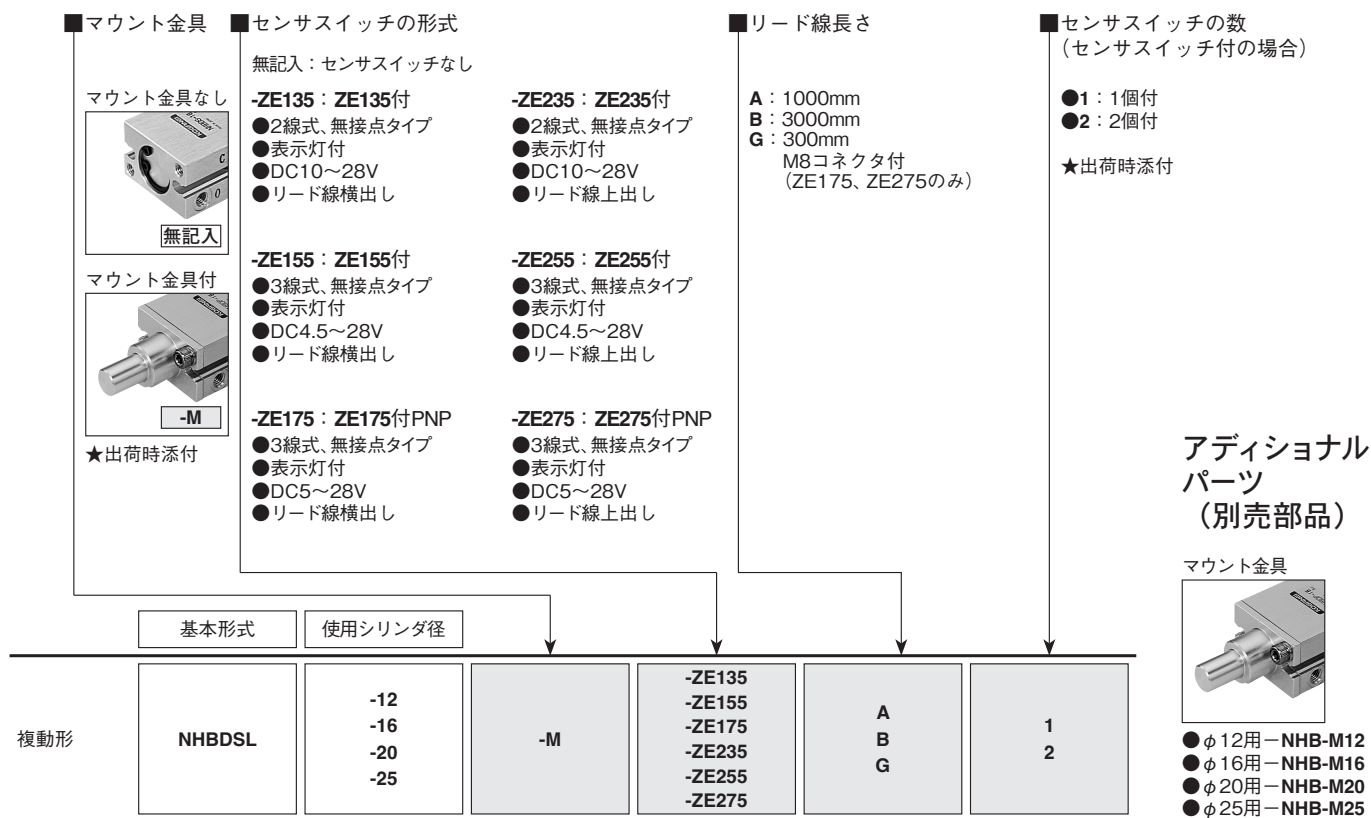 ■マウント金具
マウント金具なし
無記入
マウント金具付
-M
★出荷時添付
■センサスイッチの形式
無記入：センサスイッチなし
-ZE135：ZE135付
●2線式、無接点タイプ
●表示灯付
●DC10～28V
●リード線横出し
-ZE235：ZE235付
●2線式、無接点タイプ
●表示灯付
●DC10～28V
●リード線上出し
-ZE155：ZE155付
●3線式、無接点タイプ
●表示灯付
●DC4.5～28V
●リード線横出し
-ZE255：ZE255付
●3線式、無接点タイプ
●表示灯付
●DC4.5～28V
●リード線上出し
-ZE175：ZE175付PNP
●3線式、無接点タイプ
●表示灯付
●DC5～28V
●リード線横出し
-ZE275：ZE275付PNP
●3線式、無接点タイプ
●表示灯付
●DC5～28V
●リード線上出し
■リード線長さ
A：1000mm
B：3000mm
G：300mm
M8コネクタ付
（ZE175、ZE275のみ）
■センサスイッチの数
（センサスイッチ付の場合）
●1：1個付
●2：2個付
★出荷時添付
基本形式
使用シリンダ径
複動形
NHBDSL
-12
-16
-20
-25
-M
-ZE135
-ZE155
-ZE175
-ZE235
-ZE255
-ZE275
A
B
G
1
2
アディショナル
パーツ
（別売部品）
マウント金具
●φ12用－NHB-M12
●φ16用－NHB-M16
●φ20用－NHB-M20
●φ25用－NHB-M25